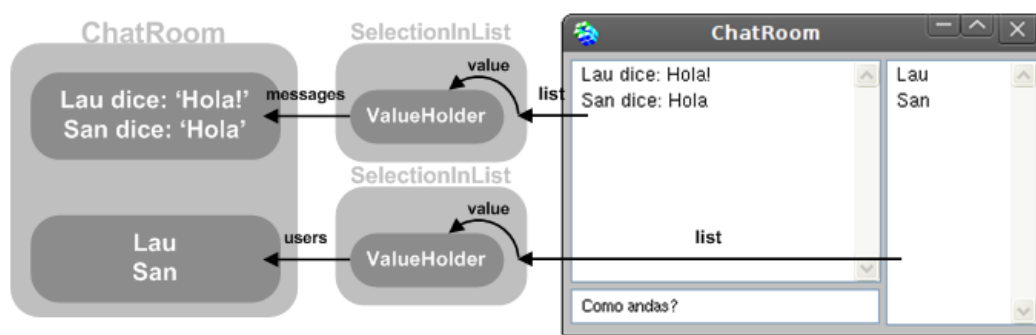 ChatRoom
Lau dice: ‘Hola!’
San dice: ‘Hola’
Lau
San
messages
users
SelectionInList
value
ValueHolder
SelectionInList
value
ValueHolder
list
list
ChatRoom
Lau dice: Hola!
San dice: Hola
Lau
San
Como andas?